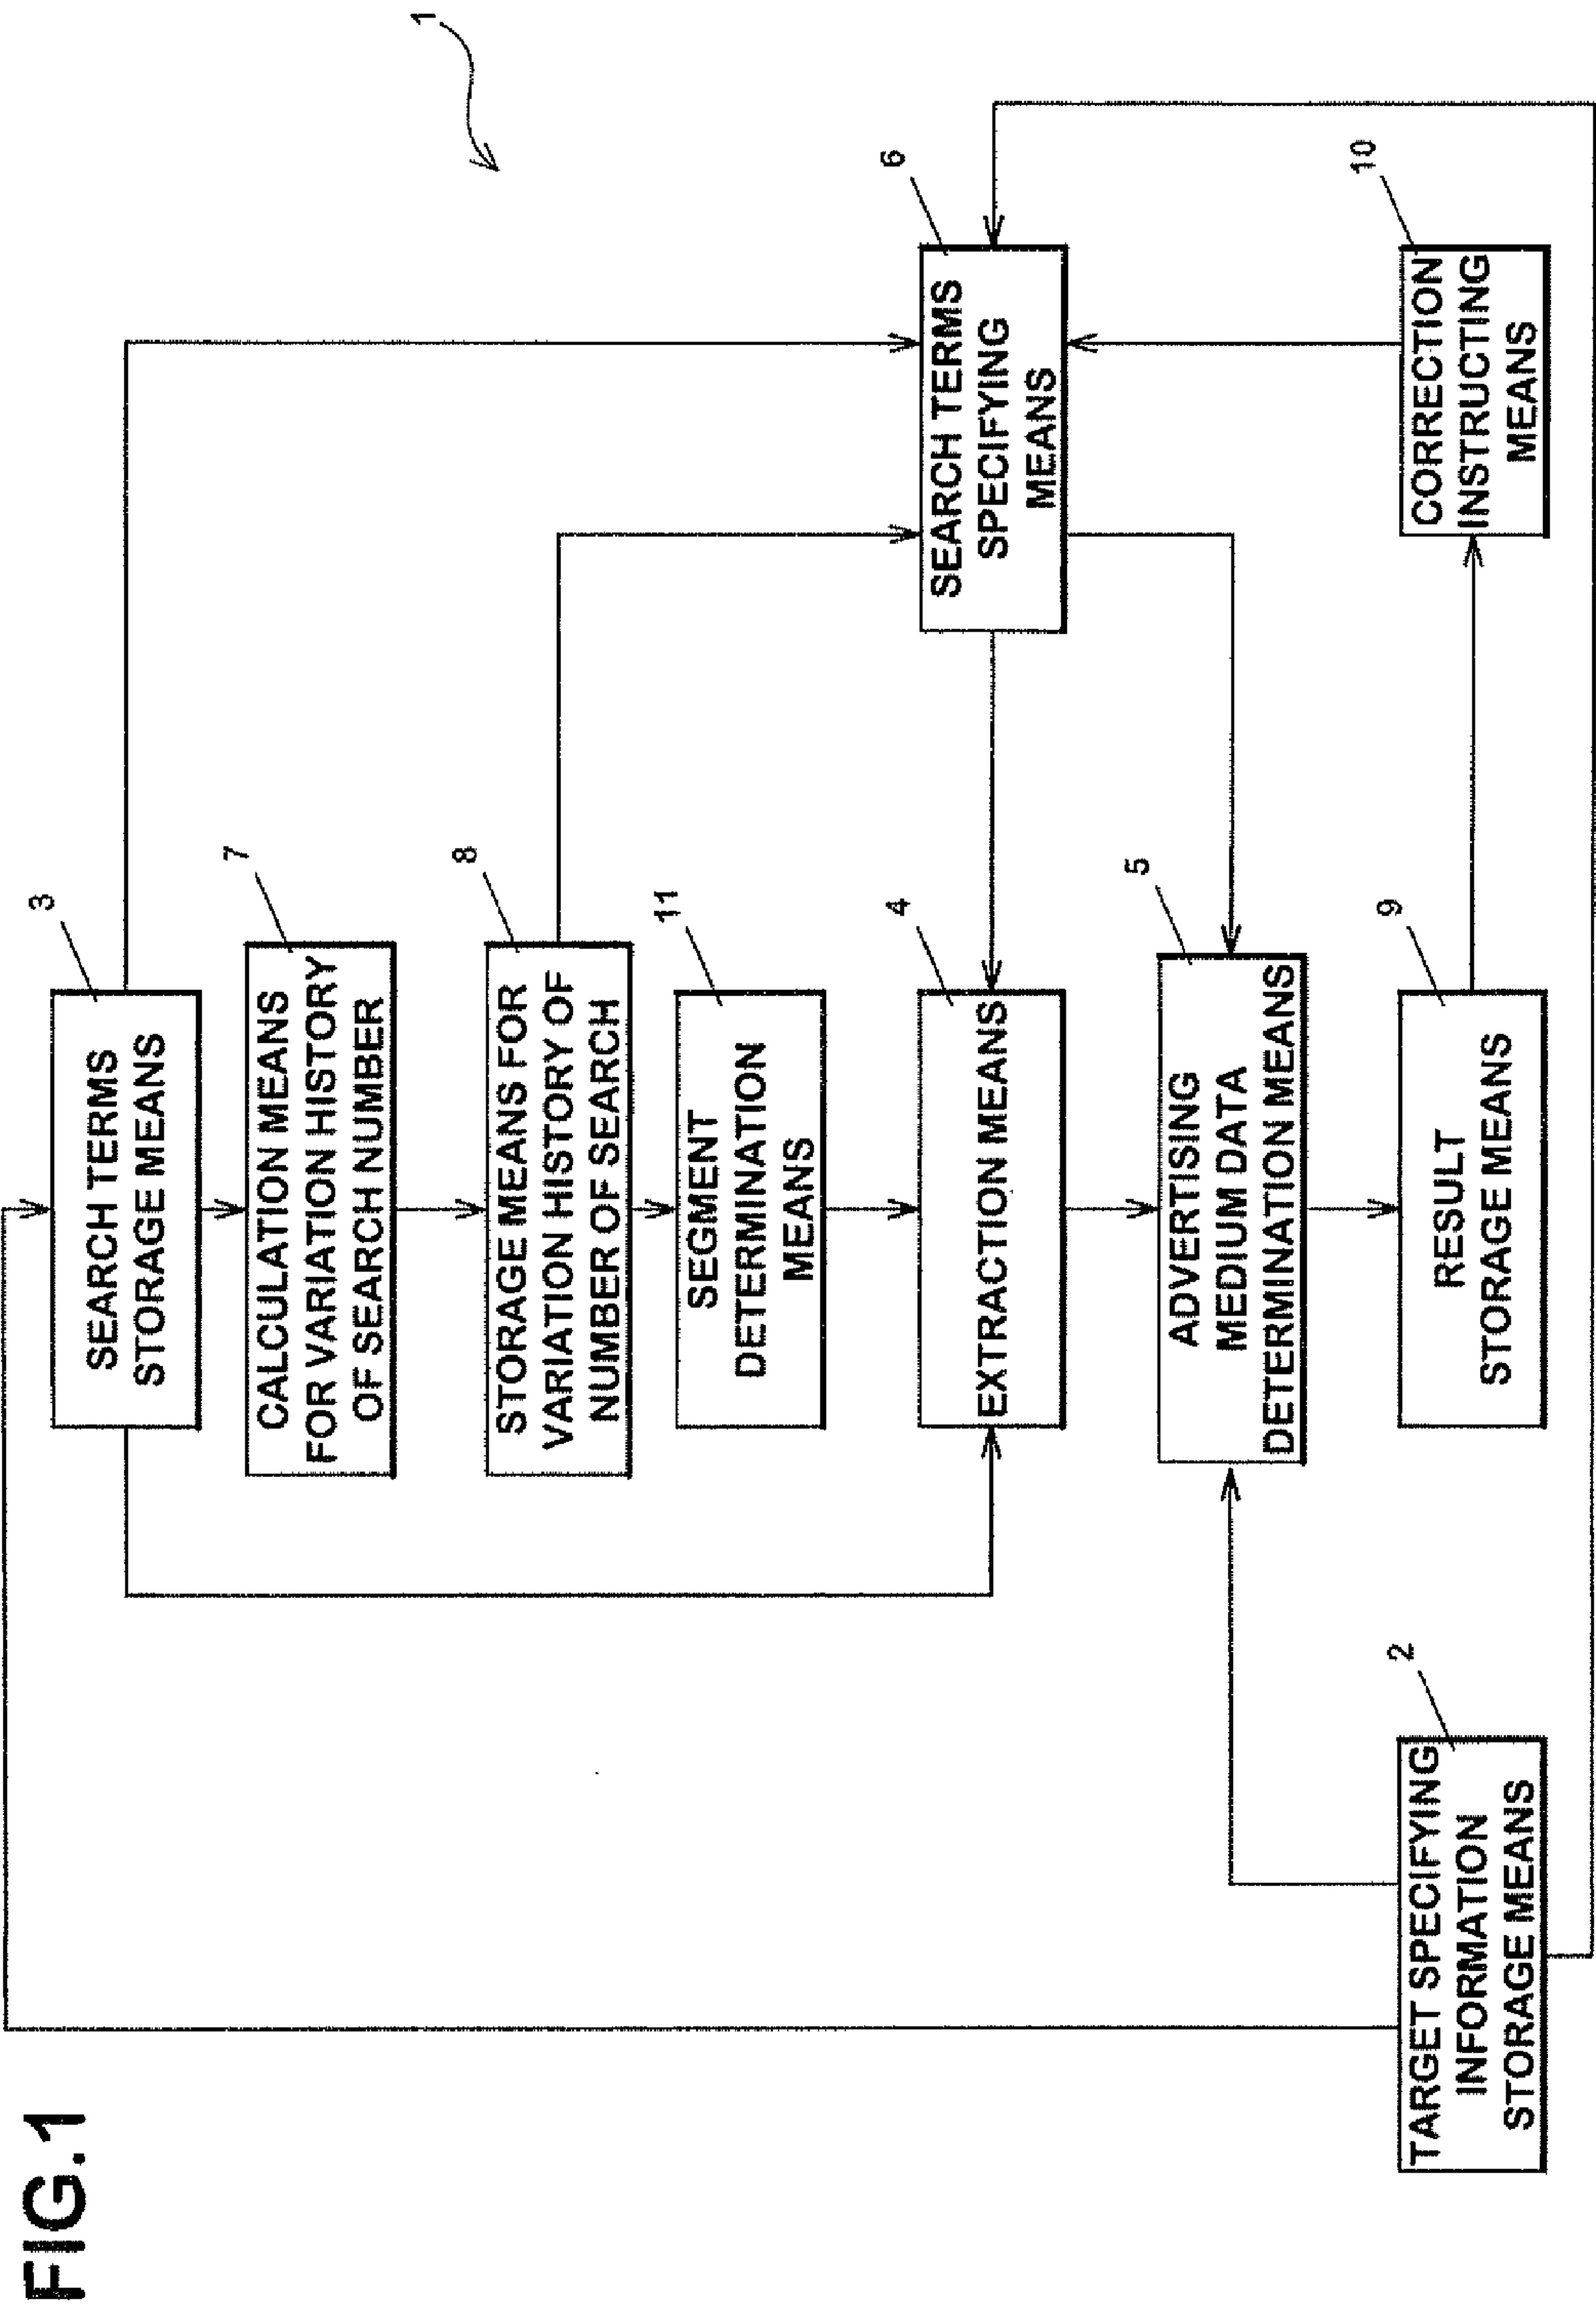 FIG.1
1
3
SEARCH TERMS
STORAGE MEANS
7
CALCULATION MEANS
FOR VARIATION HISTORY
OF SEARCH NUMBER
8
STORAGE MEANS FOR
VARIATION HISTORY OF
NUMBER OF SEARCH
11
SEGMENT
DETERMINATION
MEANS
6
SEARCH TERMS
SPECIFYING
MEANS
4
EXTRACTION MEANS
5
ADVERTISING
MEDIUM DATA
DETERMINATION MEANS
2
TARGET SPECIFYING
INFORMATION
STORAGE MEANS
9
RESULT
STORAGE MEANS
10
CORRECTION
INSTRUCTING
MEANS